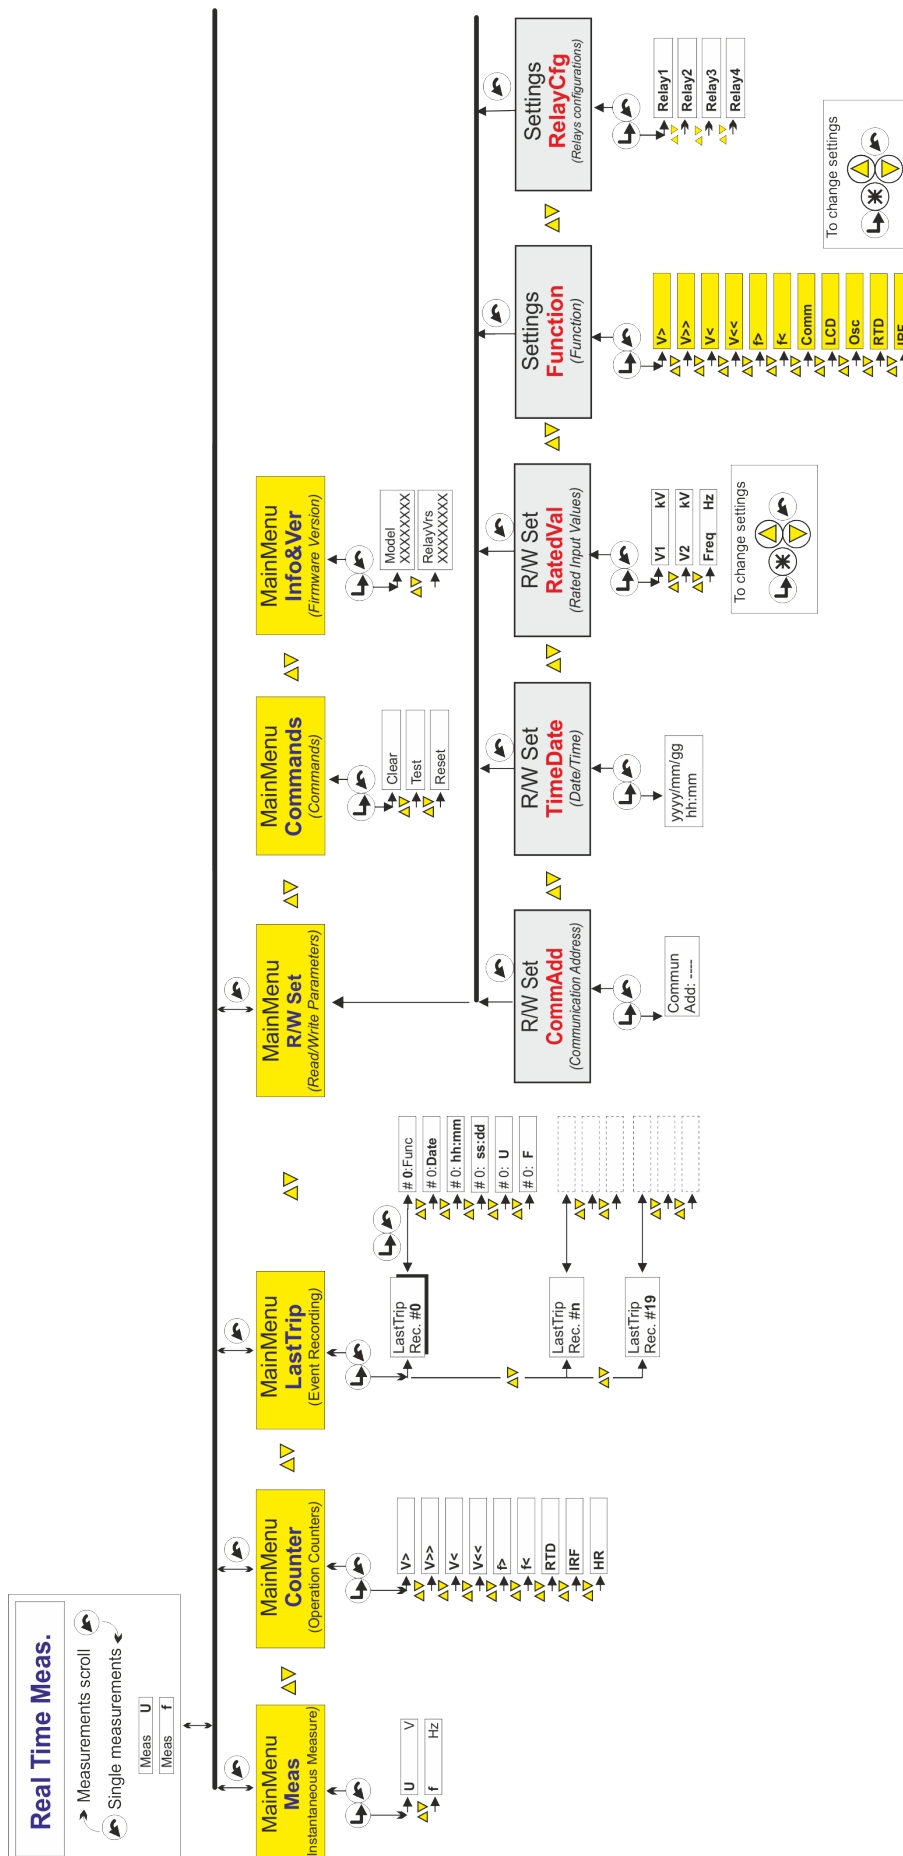 Real Time Meas.
Measurements scroll
Single measurements
Meas U
Meas f
MainMenu
Meas
Instantaneous Measure)
U V
f Hz
MainMenu
Counter
(Operation Counters)
V>
V>>
V<
V<<
f>
f<
RTD
IRF
HR
MainMenu
LastTrip
(Event Recording)
LastTrip
Rec. #0
# 0:Func
# 0:Date
# 0: hh:mm
# 0: ss:dd
# 0: U
# 0: F
LastTrip
Rec. #n
LastTrip
Rec. #19
MainMenu
R/W Set
(Read/Write Parameters)
MainMenu
Commands
(Commands)
Clear
Test
Reset
MainMenu
Info&Ver
(Firmware Version)
Model
XXXXXXXXX
RelayVrs
XXXXXXXXX
R/W Set
CommAdd
(Communication Address)
Commun
Add: ----
R/W Set
TimeDate
(Date/Time)
yyyy/mm/gg
hh:mm
R/W Set
RatedVal
(Rated Input Values)
V1 kV
V2 kV
Freq Hz
To change settings
Settings
Function
(Function)
V>
V>>
V<
V<<
f>
f<
Comm
LCD
Osc
RTD
IRF
Settings
RelayCfg
(Relays configurations)
Relay1
Relay2
Relay3
Relay4
To change settings